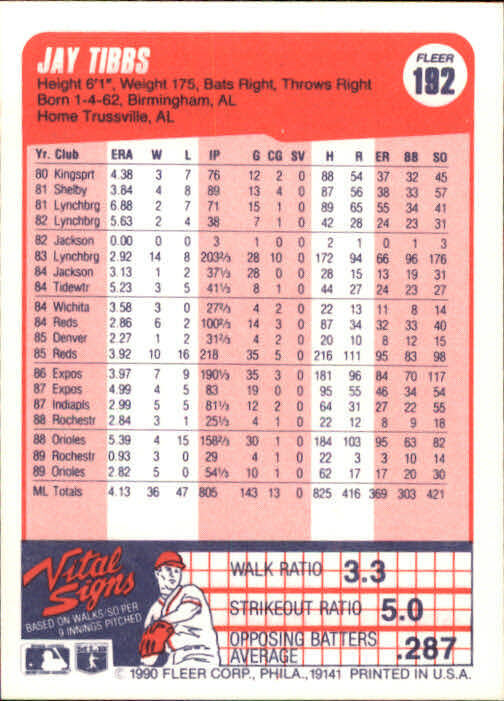 JAY TIBBS
Height 6'1", Weight 175, Bats Right, Throws Right
Born 1-4-62, Birmingham, AL
Home Trussville, AL
FLEER
192
Yr. Club ERA W L IP G CG SV H R ER BB SO
80 Kingsprt 4.38 3 7 76 12 2 0 88 54 37 32 45
81 Shelby 3.84 4 8 89 13 4 0 87 56 38 33 57
81 Lynchbrg 6.88 2 7 71 15 1 0 89 65 55 34 41
82 Lynchbrg 5.63 2 4 38 7 1 0 42 28 24 23 31
82 Jackson 0.00 0 0 3 1 0 0 2 1 0 1 3
83 Lynchbrg 2.92 14 8 203⅔ 28 10 0 172 94 66 96 176
84 Jackson 3.13 1 2 37⅓ 28 0 0 38 28 15 19 31
84 Tidewtr 5.23 3 5 41⅓ 8 1 0 44 27 24 23 27
84 Wichita 3.58 3 0 27⅔ 4 2 0 22 13 11 8 14
84 Reds 2.86 6 2 100⅔ 14 3 0 87 34 32 33 40
85 Denver 2.27 1 2 31⅔ 4 2 0 20 10 8 12 15
85 Reds 3.92 10 16 218 35 5 0 216 111 95 83 98
86 Expos 3.97 7 9 190⅓ 35 3 0 181 96 84 70 117
87 Expos 4.99 4 5 83 19 0 0 95 55 46 34 54
87 Indiapls 2.99 5 5 81⅓ 12 2 0 64 31 27 22 55
88 Rochestr 2.84 3 1 25⅓ 4 1 0 22 12 8 9 18
88 Orioles 5.39 4 15 158⅔ 30 1 0 184 103 95 63 82
89 Rochestr 0.93 3 0 29 4 1 0 22 3 3 10 14
89 Orioles 2.82 5 0 54⅓ 10 1 0 62 17 17 20 30
ML Totals 4.13 36 47 805 143 13 0 825 416 369 303 421
Vital
Signs
BASED ON WALKS/SO PER
9 INNINGS PITCHED
WALK RATIO 3.3
STRIKEOUT RATIO 5.0
OPPOSING BATTERS
AVERAGE .287
© 1990 FLEER CORP., PHILA., 19141 PRINTED IN U.S.A.